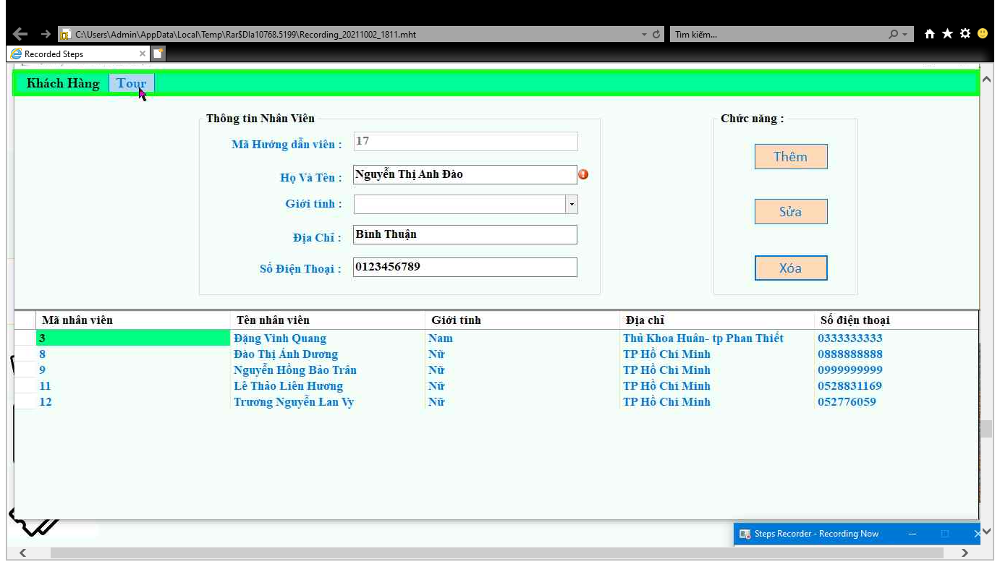 C:\Users\Admin\AppData\Local\Temp\Rar$DIa10768.5199\Recording_20211002_1811.mht
Tìm kiếm...
Recorded Steps
Khách Hàng Tour
Thông tin Nhân Viên
Chức năng :
Mã Hướng dẫn viên : 17
Thêm
Họ Và Tên : Nguyễn Thị Anh Đào
Giới tính :
Sửa
Địa Chỉ : Bình Thuận
Số Điện Thoại : 0123456789
Xóa
Mã nhân viên Tên nhân viên Giới tính Địa chỉ Số điện thoại
3 Đặng Vinh Quang Nam Thủ Khoa Huân- tp Phan Thiết 0333333333
8 Đào Thị Ánh Dương Nữ TP Hồ Chí Minh 0888888888
9 Nguyễn Hồng Bảo Trân Nữ TP Hồ Chí Minh 0999999999
11 Lê Thảo Liên Hương Nữ TP Hồ Chí Minh 0528831169
12 Trương Nguyễn Lan Vy Nữ TP Hồ Chí Minh 052776059
Steps Recorder - Recording Now